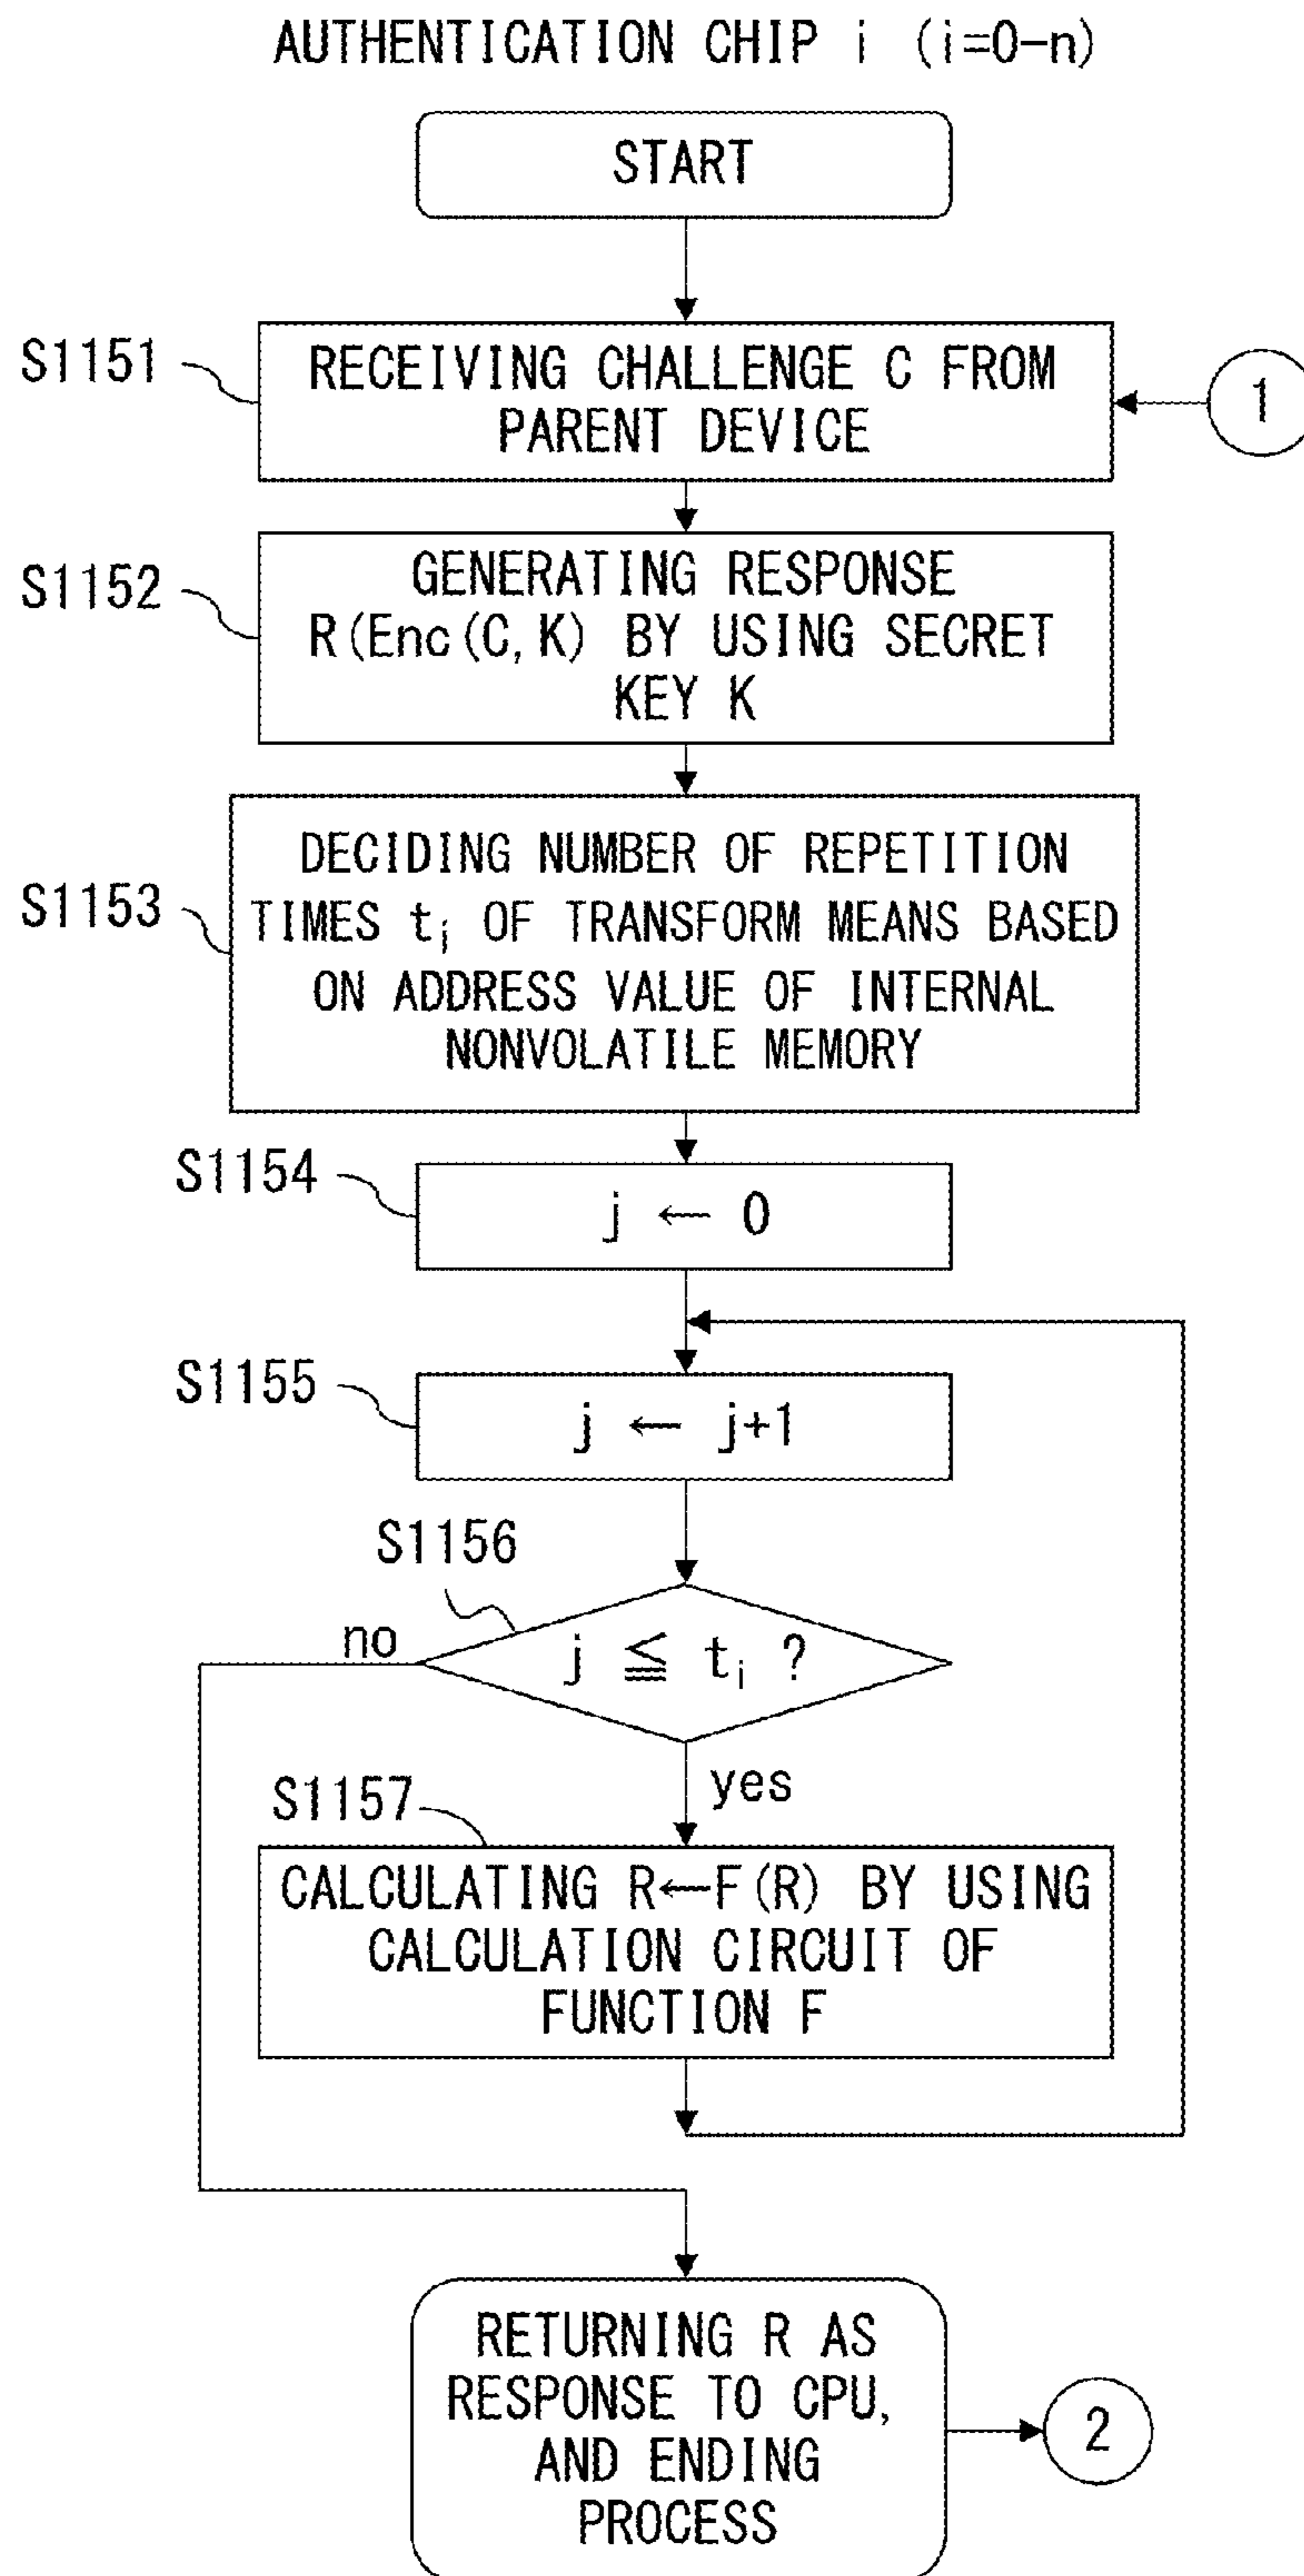 AUTHENTICATION CHIP i (i=0-n)
START
S1151
RECEIVING CHALLENGE C FROM
PARENT DEVICE
1
S1152
GENERATING RESPONSE
R(Enc(C,K) BY USING SECRET
KEY K
S1153
DECIDING NUMBER OF REPETITION
TIMES tᵢ OF TRANSFORM MEANS BASED
ON ADDRESS VALUE OF INTERNAL
NONVOLATILE MEMORY
S1154
j ← 0
S1155
j ← j+1
S1156
no
j ≦ tᵢ ?
yes
S1157
CALCULATING R←F(R) BY USING
CALCULATION CIRCUIT OF
FUNCTION F
RETURNING R AS
RESPONSE TO CPU,
AND ENDING
PROCESS
2